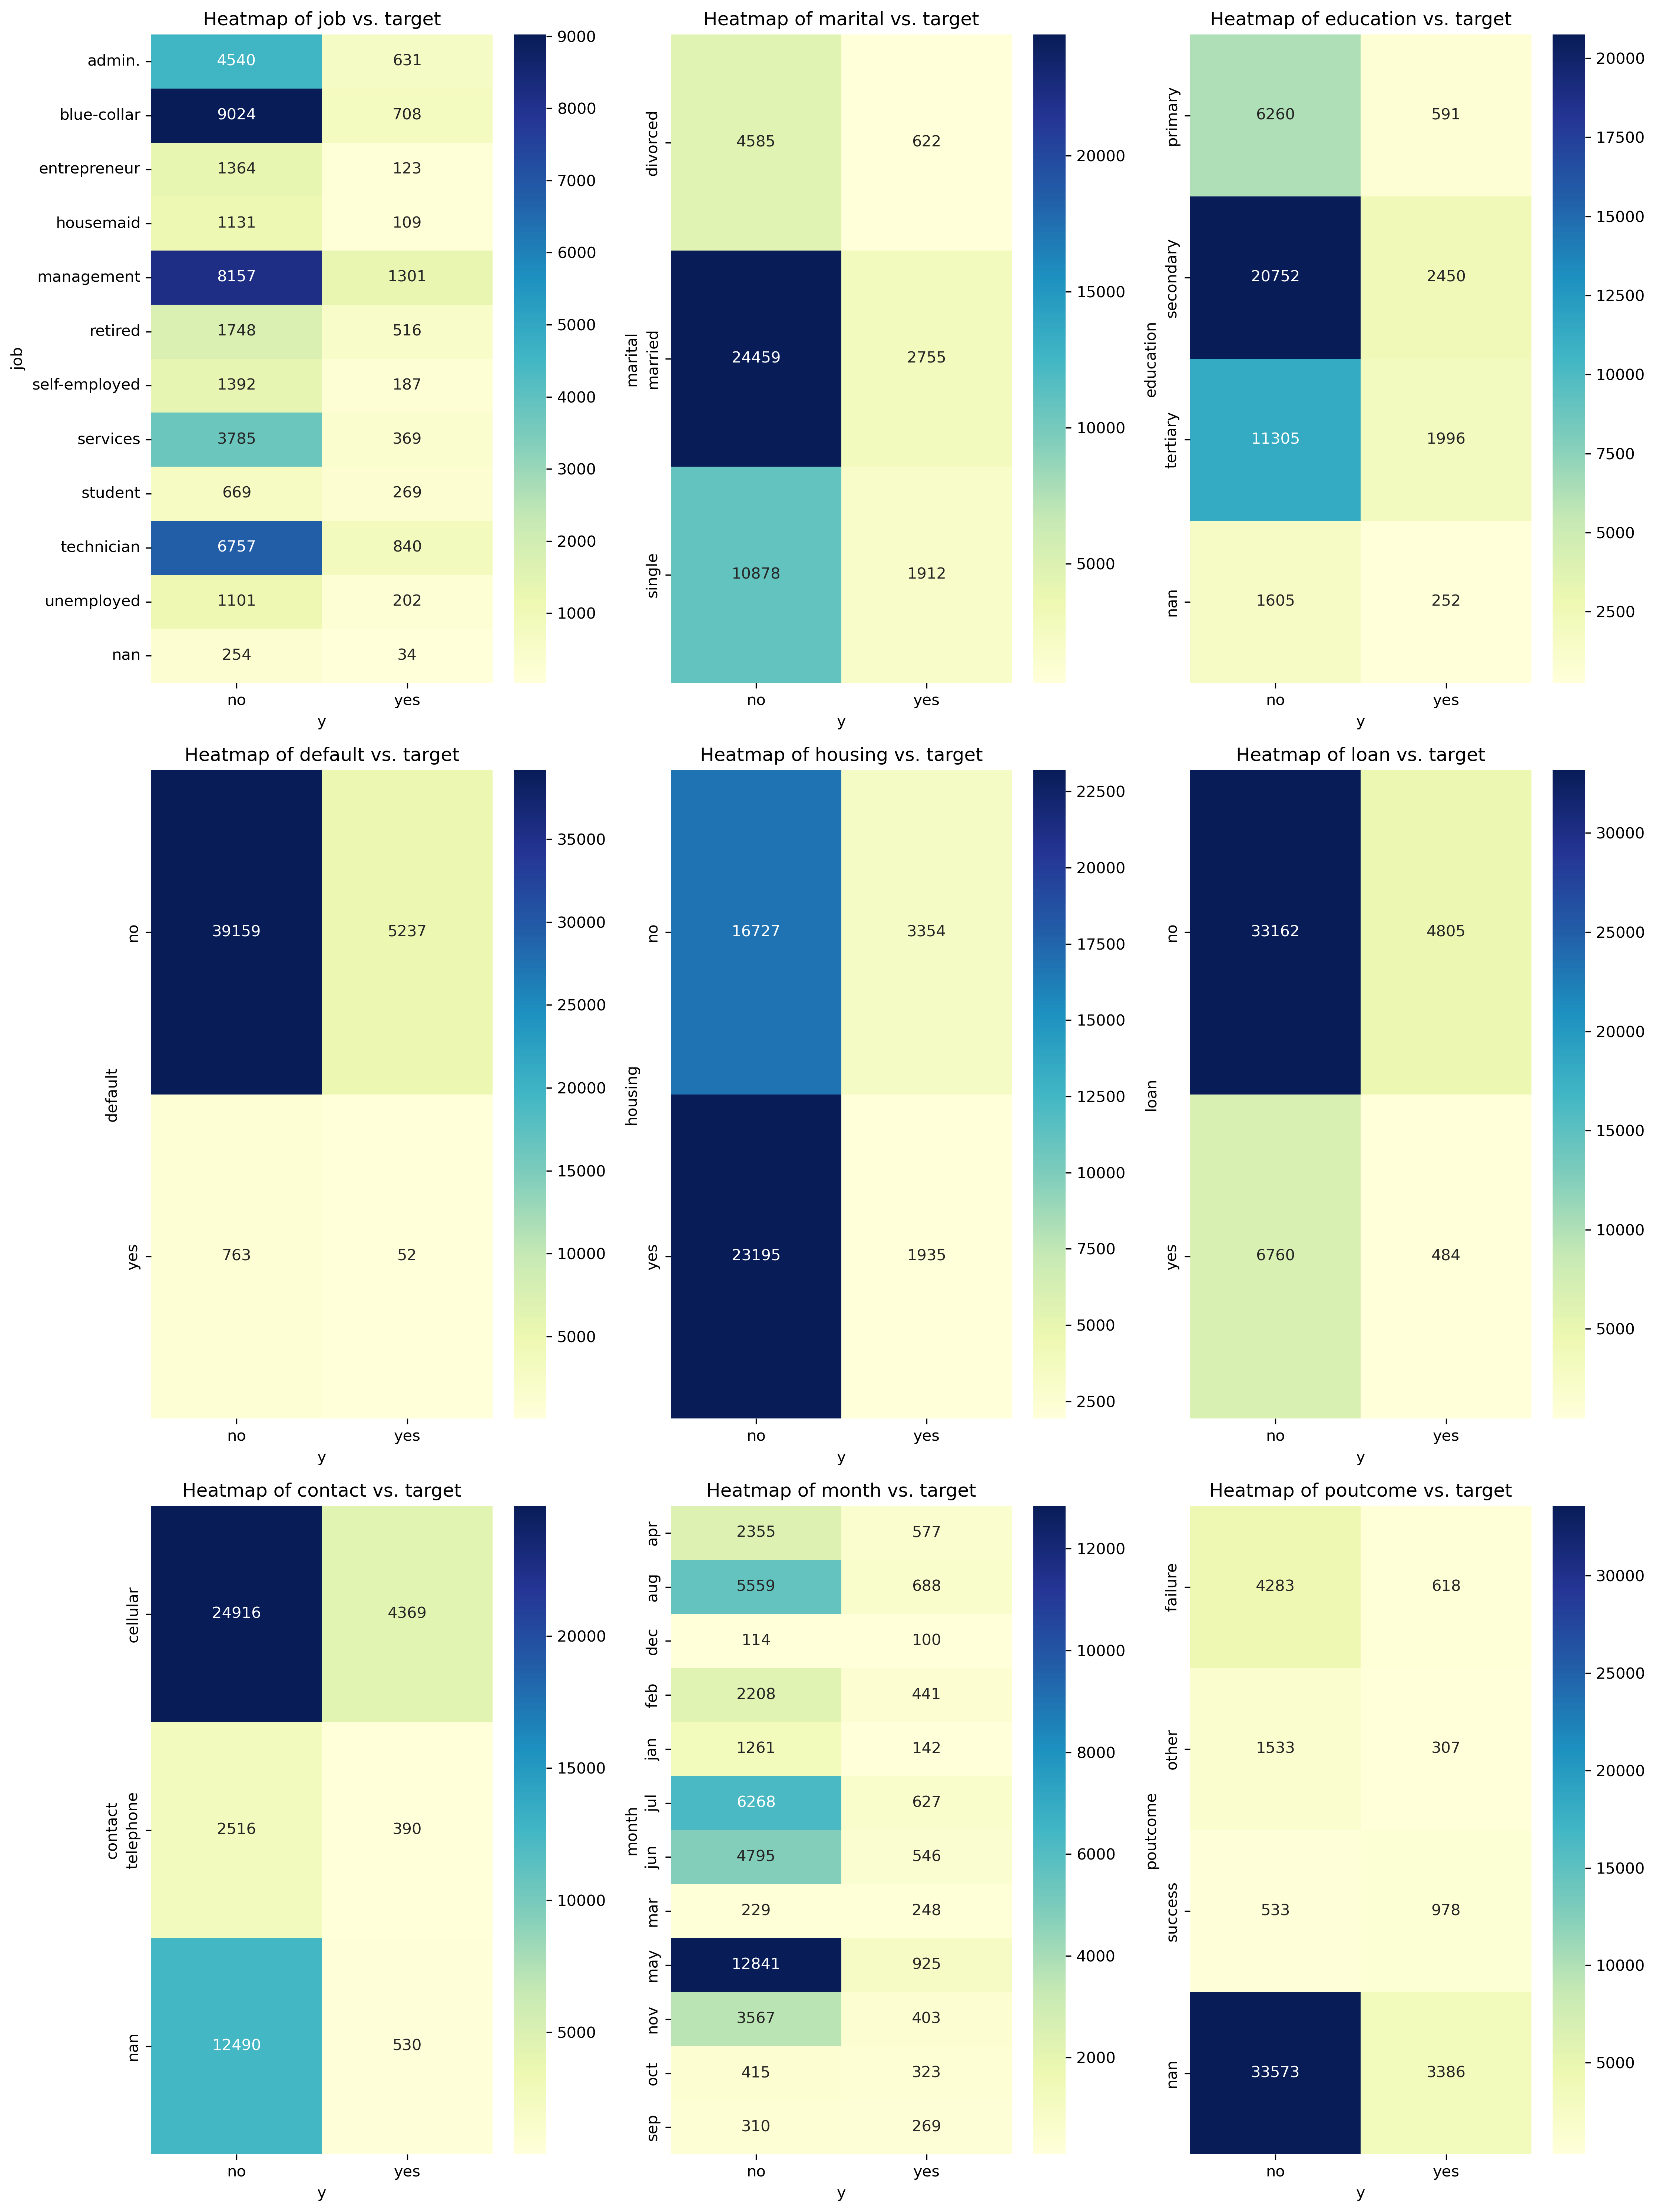 Heatmap of job vs. target
job
admin. 4540 631
blue-collar 9024 708
entrepreneur 1364 123
housemaid 1131 109
management 8157 1301
retired 1748 516
self-employed 1392 187
services 3785 369
student 669 269
technician 6757 840
unemployed 1101 202
nan 254 34
no yes
y
9000
8000
7000
6000
5000
4000
3000
2000
1000
Heatmap of marital vs. target
marital
divorced 4585 622
married 24459 2755
single 10878 1912
no yes
y
20000
15000
10000
5000
Heatmap of education vs. target
education
primary 6260 591
secondary 20752 2450
tertiary 11305 1996
nan 1605 252
no yes
y
20000
17500
15000
12500
10000
7500
5000
2500
Heatmap of default vs. target
default
no 39159 5237
yes 763 52
no yes
y
35000
30000
25000
20000
15000
10000
5000
Heatmap of housing vs. target
housing
no 16727 3354
yes 23195 1935
no yes
y
22500
20000
17500
15000
12500
10000
7500
5000
2500
Heatmap of loan vs. target
loan
no 33162 4805
yes 6760 484
no yes
y
30000
25000
20000
15000
10000
5000
Heatmap of contact vs. target
contact
cellular 24916 4369
telephone 2516 390
nan 12490 530
no yes
y
20000
15000
10000
5000
Heatmap of month vs. target
month
apr 2355 577
aug 5559 688
dec 114 100
feb 2208 441
jan 1261 142
jul 6268 627
jun 4795 546
mar 229 248
may 12841 925
nov 3567 403
oct 415 323
sep 310 269
no yes
y
12000
10000
8000
6000
4000
2000
Heatmap of poutcome vs. target
poutcome
failure 4283 618
other 1533 307
success 533 978
nan 33573 3386
no yes
y
30000
25000
20000
15000
10000
5000